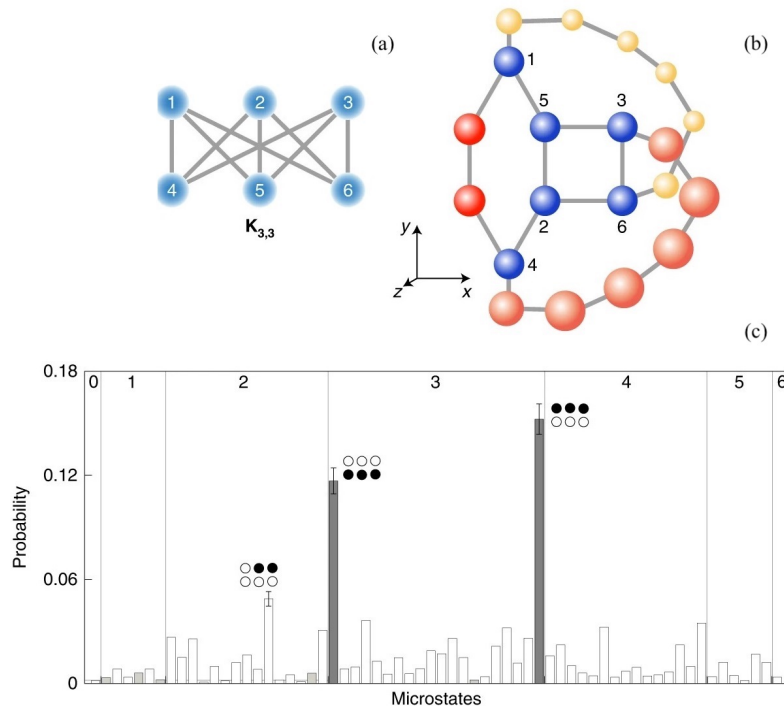 (a)
1 2 3
4 5 6
K3,3
(b)
1
5 3
2 6
4
y
z x
(c)
0.18
0.12
0.06
0
0 1 2 3 4 5 6
Probability
Microstates